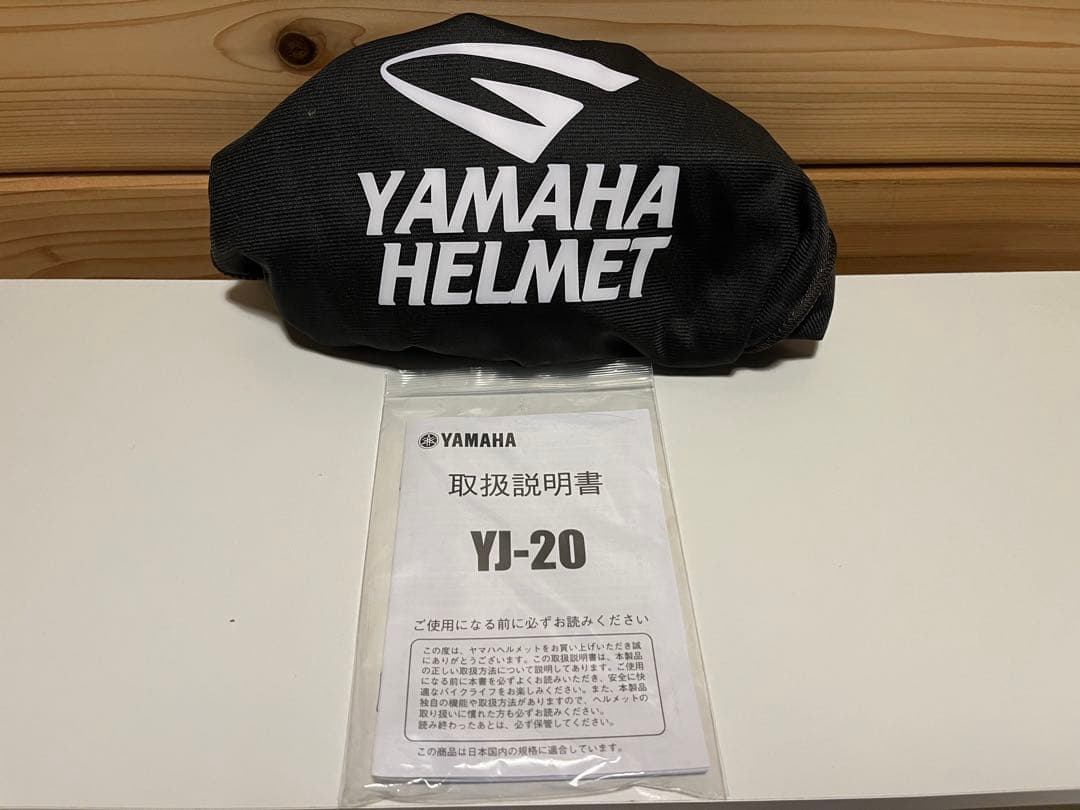 YAMAHA
HELMET
YAMAHA
取扱説明書
YJ-20
ご使用になる前に必ずお読みください
この度は、ヤマハヘルメットをお買い上げいただき誠
にありがとうございます。この取扱説明書は、本製品
の正しい取扱方法について説明してあります。ご使用
になる前に本書を必ずよくお読みいただき、安全に快
適なバイクライフをお楽しみください。また、本製品
独自の機能や取扱方法がありますので、ヘルメットの
取り扱いに慣れた方も必ずお読みください。
読み終わったあとは、必ず保管してください。
この商品は日本国内の規格に適合しています。